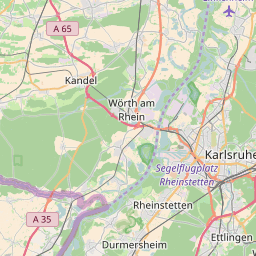 A 65
Kandel
Wörth am
Rhein
Karlsruhe
Segelflugplatz
Rheinstetten
Rheinstetten
A 35
Ettlingen
Durmersheim